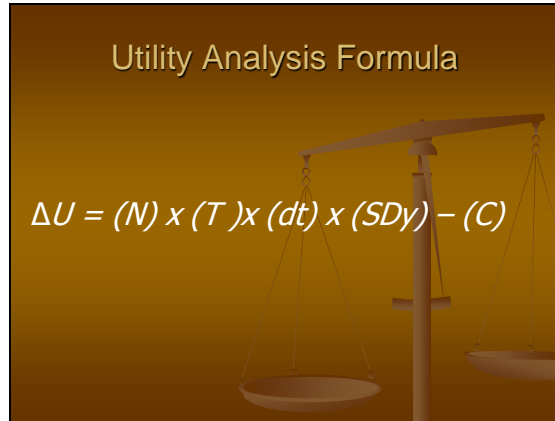 Utility Analysis Formula
ΔU = (N) x (T )x (dt) x (SDy) – (C)